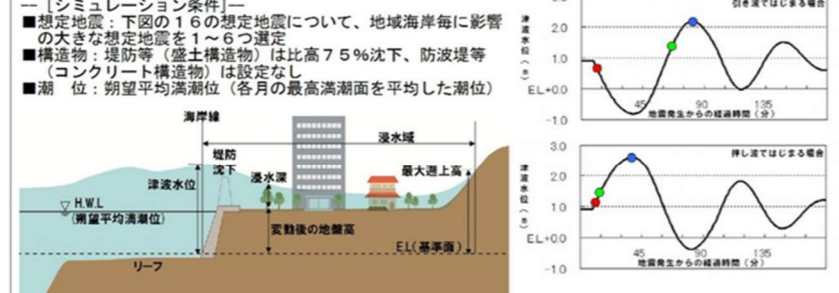 ― [シミュレーション条件]―
■想定地震：下図の１６の想定地震について、地域海岸毎に影響
の大きな想定地震を１～６つ選定
■構造物：堤防等（盛土構造物）は比高７５％沈下、防波堤等
（コンクリート構造物）は設定なし
■潮　位：朔望平均満潮位（各月の最高満潮面を平均した潮位）
海岸線
浸水域
堤防
沈下
津波水位
浸水深
最大遡上高
H.W.L
(朔望平均満潮位)
変動後の地盤高
E.L(基準面)
リーフ
引き波ではじまる場合
津波水位(m)
2.0
1.0
EL+0.0
-1.0
45
90
135
地震発生からの経過時間（分）
押し波ではじまる場合
津波水位(m)
3.0
2.0
1.0
EL+0.0
-1.0
45
90
135
地震発生からの経過時間（分）